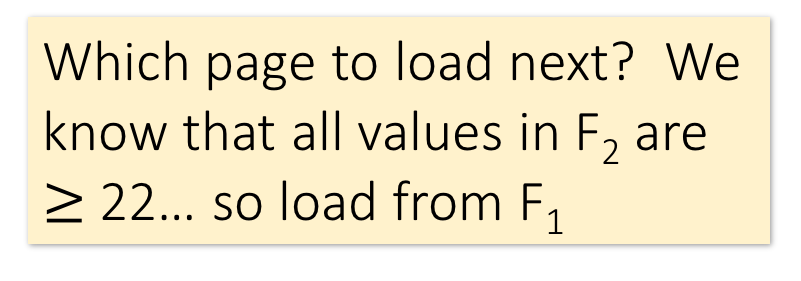 Which page to load next?  We
know that all values in F₂ are
≥ 22... so load from F₁